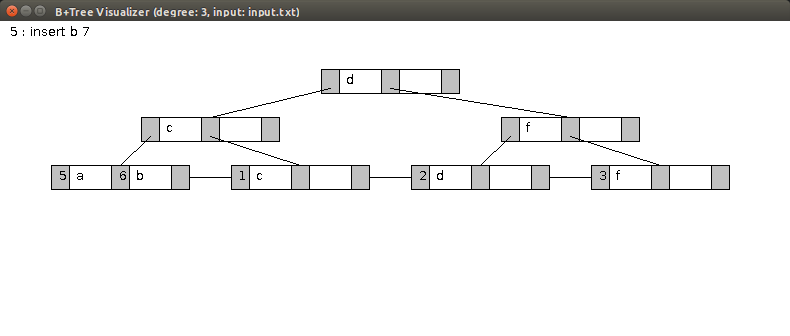 B+Tree Visualizer (degree: 3, input: input.txt)
5 : insert b 7
d
c f
5 a 6 b 1 c 2 d 3 f